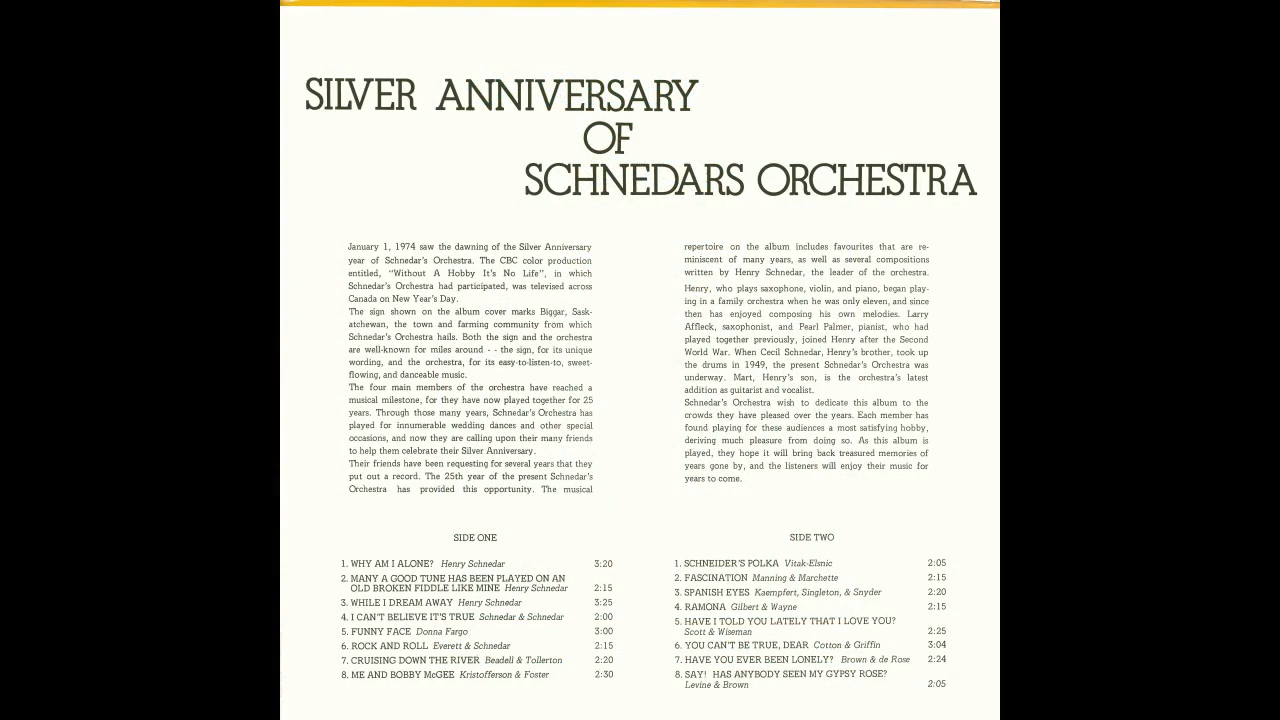 SILVER ANNIVERSARY
OF
SCHNEDARS ORCHESTRA
January 1, 1974 saw the dawning of the Silver Anniversary
year of Schnedar's Orchestra. The CBC color production
entitled, "Without A Hobby It's No Life", in which
Schnedar's Orchestra had participated, was televised across
Canada on New Year's Day.
The sign shown on the album cover marks Biggar, Sask-
atchewan, the town and farming community from which
Schnedar's Orchestra hails. Both the sign and the orchestra
are well-known for miles around - - the sign, for its unique
wording, and the orchestra, for its easy-to-listen-to, sweet-
flowing, and danceable music.
The four main members of the orchestra have reached a
musical milestone, for they have now played together for 25
years. Through those many years, Schnedar's Orchestra has
played for innumerable wedding dances and other special
occasions, and now they are calling upon their many friends
to help them celebrate their Silver Anniversary.
Their friends have been requesting for several years that they
put out a record. The 25th year of the present Schnedar's
Orchestra has provided this opportunity. The musical
repertoire on the album includes favourites that are re-
miniscent of many years, as well as several compositions
written by Henry Schnedar, the leader of the orchestra.
Henry, who plays saxophone, violin, and piano, began play-
ing in a family orchestra when he was only eleven, and since
then has enjoyed composing his own melodies. Larry
Affleck, saxophonist, and Pearl Palmer, pianist, who had
played together previously, joined Henry after the Second
World War. When Cecil Schnedar, Henry's brother, took up
the drums in 1949, the present Schnedar's Orchestra was
underway. Mart, Henry's son, is the orchestra's latest
addition as guitarist and vocalist.
Schnedar's Orchestra wish to dedicate this album to the
crowds they have pleased over the years. Each member has
found playing for these audiences a most satisfying hobby,
deriving much pleasure from doing so. As this album is
played, they hope it will bring back treasured memories of
years gone by, and the listeners will enjoy their music for
years to come.
SIDE ONE
1. WHY AM I ALONE? Henry Schnedar 3:20
2. MANY A GOOD TUNE HAS BEEN PLAYED ON AN
OLD BROKEN FIDDLE LIKE MINE Henry Schnedar 2:15
3. WHILE I DREAM AWAY Henry Schnedar 3:25
4. I CAN'T BELIEVE IT'S TRUE Schnedar & Schnedar 2:00
5. FUNNY FACE Donna Fargo 3:00
6. ROCK AND ROLL Everett & Schnedar 2:15
7. CRUISING DOWN THE RIVER Beadell & Tollerton 2:20
8. ME AND BOBBY McGEE Kristofferson & Foster 2:30
SIDE TWO
1. SCHNEIDER'S POLKA Vitak-Elsnic 2:05
2. FASCINATION Manning & Marchette 2:15
3. SPANISH EYES Kaempfert, Singleton, & Snyder 2:20
4. RAMONA Gilbert & Wayne 2:15
5. HAVE I TOLD YOU LATELY THAT I LOVE YOU?
Scott & Wiseman 2:25
6. YOU CAN'T BE TRUE, DEAR Cotton & Griffin 3:04
7. HAVE YOU EVER BEEN LONELY? Brown & de Rose 2:24
8. SAY! HAS ANYBODY SEEN MY GYPSY ROSE?
Levine & Brown 2:05